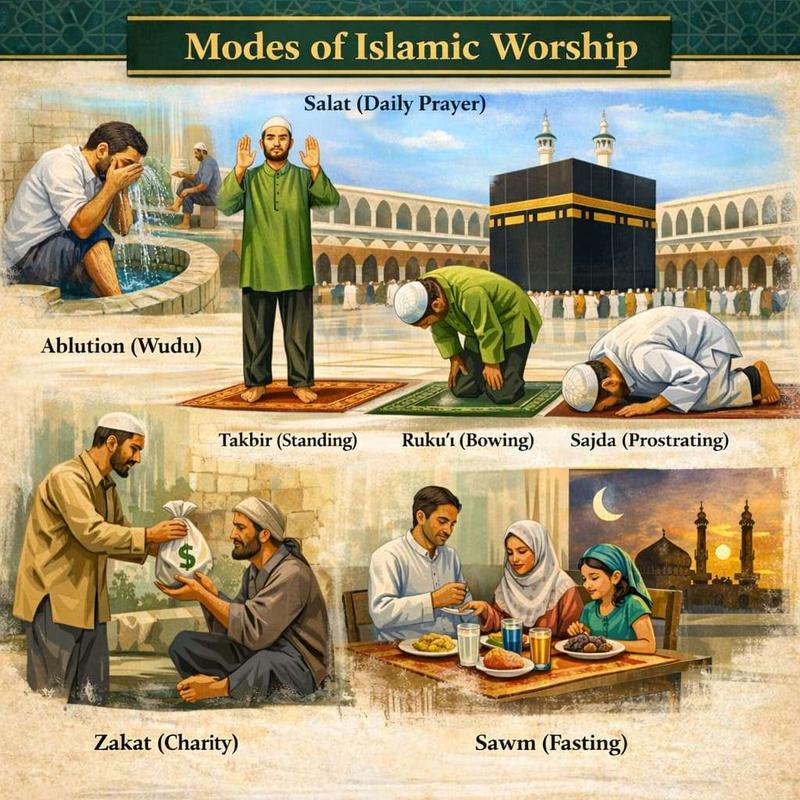 Modes of Islamic Worship
Salat (Daily Prayer)
Ablution (Wudu)
Takbir (Standing)
Ruku'ı (Bowing)
Sajda (Prostrating)
$
Zakat (Charity)
Sawm (Fasting)